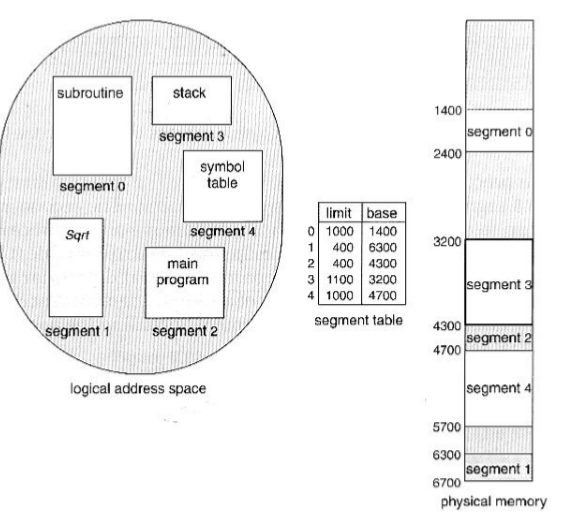 subroutine
stack
segment 3
segment 0
symbol
table
segment 4
Sqrt
main
program
segment 1
segment 2
logical address space
limit base
0 1000 1400
1 400 6300
2 400 4300
3 1100 3200
4 1000 4700
segment table
1400
segment 0
2400
3200
segment 3
4300
segment 2
4700
segment 4
5700
6300
segment 1
6700
physical memory